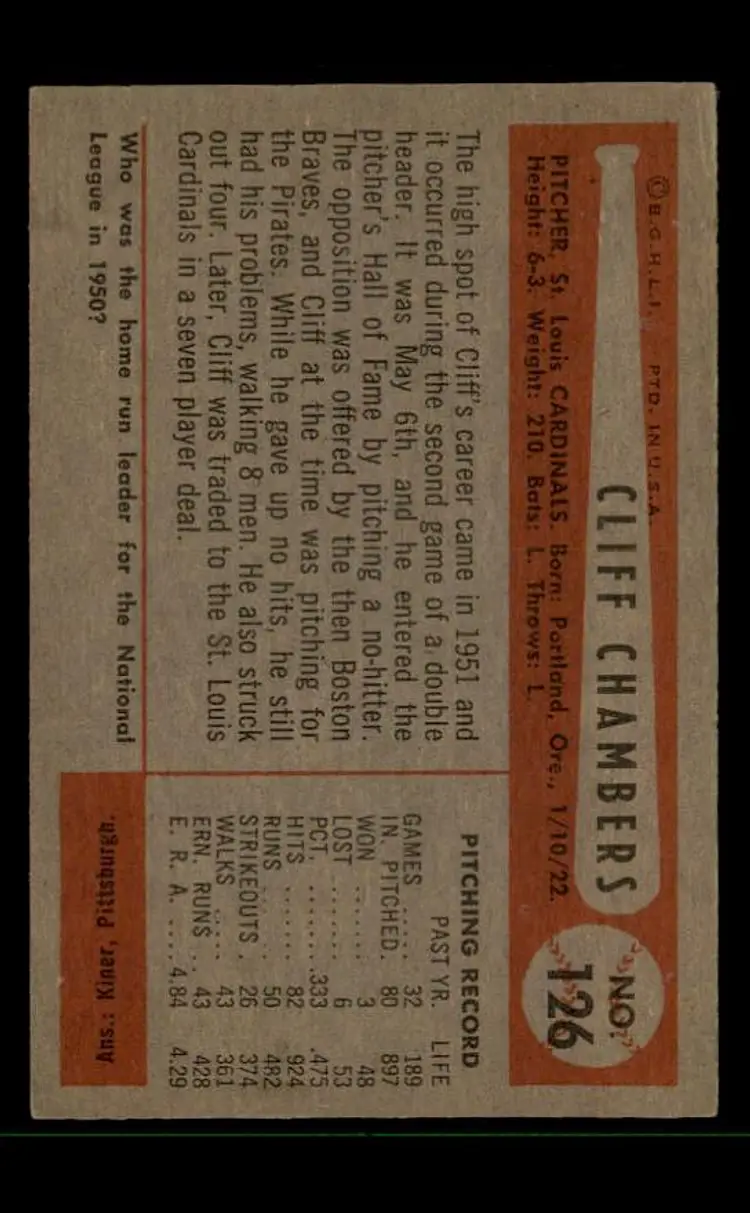 © B.G.H.L.I. PTD. IN U.S.A.
CLIFF CHAMBERS
NO.
126
PITCHER, St. Louis CARDINALS. Born: Portland, Ore., 1/10/22.
Height: 6-3. Weight: 210. Bats: L. Throws: L.
The high spot of Cliff's career came in 1951 and
it occurred during the second game of a double
header. It was May 6th, and he entered the
pitcher's Hall of Fame by pitching a no-hitter.
The opposition was offered by the then Boston
Braves, and Cliff at the time was pitching for
the Pirates. While he gave up no hits, he still
had his problems, walking 8 men. He also struck
out four. Later, Cliff was traded to the St. Louis
Cardinals in a seven player deal.
PITCHING RECORD
PAST YR. LIFE
GAMES ..... 32 189
IN. PITCHED. 80 897
WON ....... 3 48
LOST ....... 6 53
PCT. ........ .333 .475
HITS ....... 82 924
RUNS ...... 50 482
STRIKEOUTS . 26 374
WALKS ..... 43 361
ERN. RUNS .. 43 428
E. R. A. .... 4.84 4.29
Who was the home run leader for the National
League in 1950?
Ans: Kiner, Pittsburgh.